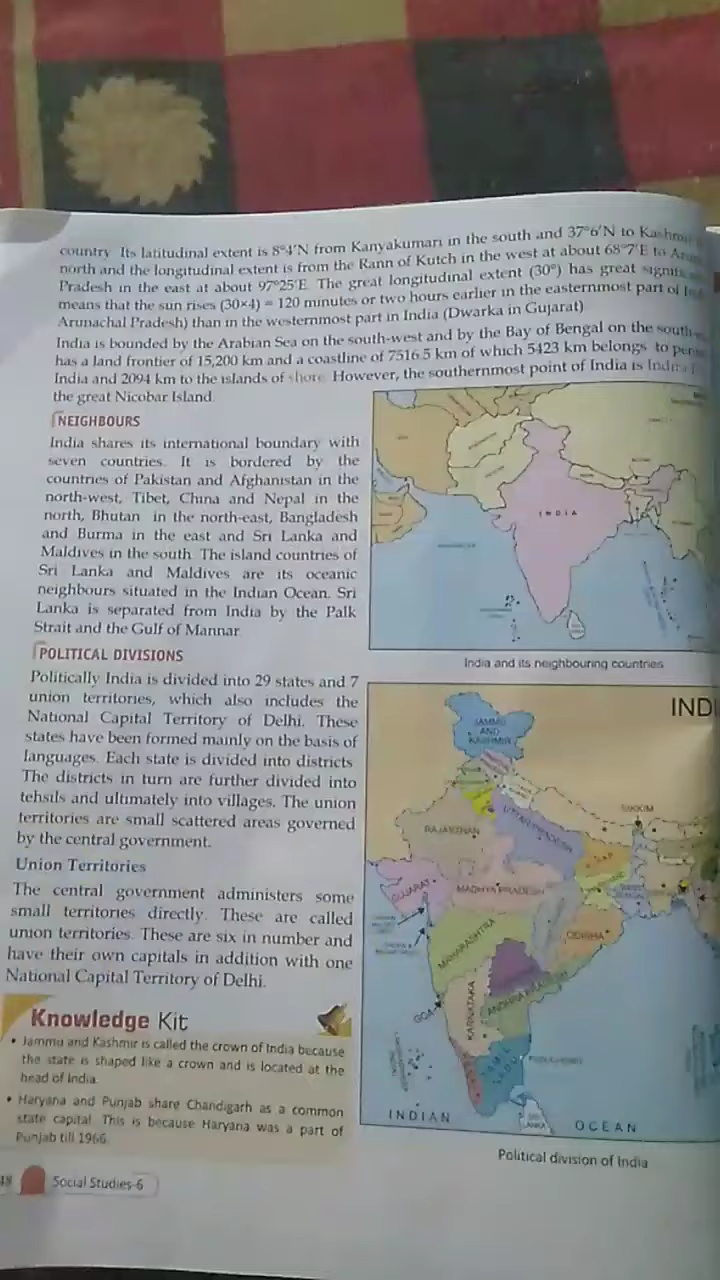 country Its latitudinal extent is 8°4'N from Kanyakumari in the south and 37°6'N to Kashmi
north and the longitudinal extent is from the Rann of Kutch in the west at about 68°7'E to Aru
Pradesh in the east at about 97°25'E. The great longitudinal extent (30°) has great signifi
means that the sun rises (30×4) = 120 minutes or two hours earlier in the easternmost part of
Arunachal Pradesh) than in the westernmost part in India (Dwarka in Gujarat)
India is bounded by the Arabian Sea on the south-west and by the Bay of Bengal on the south-
has a land frontier of 15,200 km and a coastline of 7516.5 km of which 5423 km belongs to
India and 2094 km to the islands of shore. However, the southernmost point of India is Indira
the great Nicobar Island.
NEIGHBOURS
India shares its international boundary with
seven countries. It is bordered by the
countries of Pakistan and Afghanistan in the
north-west, Tibet, China and Nepal in the
north, Bhutan in the north-east, Bangladesh
and Burma in the east and Sri Lanka and
Maldives in the south. The island countries of
Sri Lanka and Maldives are its oceanic
neighbours situated in the Indian Ocean. Sri
Lanka is separated from India by the Palk
Strait and the Gulf of Mannar
INDIA
India and its neighbouring countries
POLITICAL DIVISIONS
Politically India is divided into 29 states and 7
union territories, which also includes the
National Capital Territory of Delhi. These
states have been formed mainly on the basis of
languages. Each state is divided into districts.
The districts in turn are further divided into
tehsils and ultimately into villages. The union
territories are small scattered areas governed
by the central government.
Union Territories
The central government administers some
small territories directly. These are called
union territories. These are six in number and
have their own capitals in addition with one
National Capital Territory of Delhi.
Knowledge Kit
• Jammu and Kashmir is called the crown of India because
the state is shaped like a crown and is located at the
head of India.
• Haryana and Punjab share Chandigarh as a common
state capital. This is because Haryana was a part of
Punjab till 1966.
INDI
JAMMU
AND
KASHMIR
RAJASTHAN
UTTAR PRADESH
SIKKIM
GUJARAT
MADHYA PRADESH
MAHARASHTRA
ODISHA
GOA
KARNATAKA
ANDHRA PRADESH
TAMIL
NADU
PUDUCHERRY
SRI
LANKA
INDIAN
OCEAN
Political division of India
48
Social Studies-6